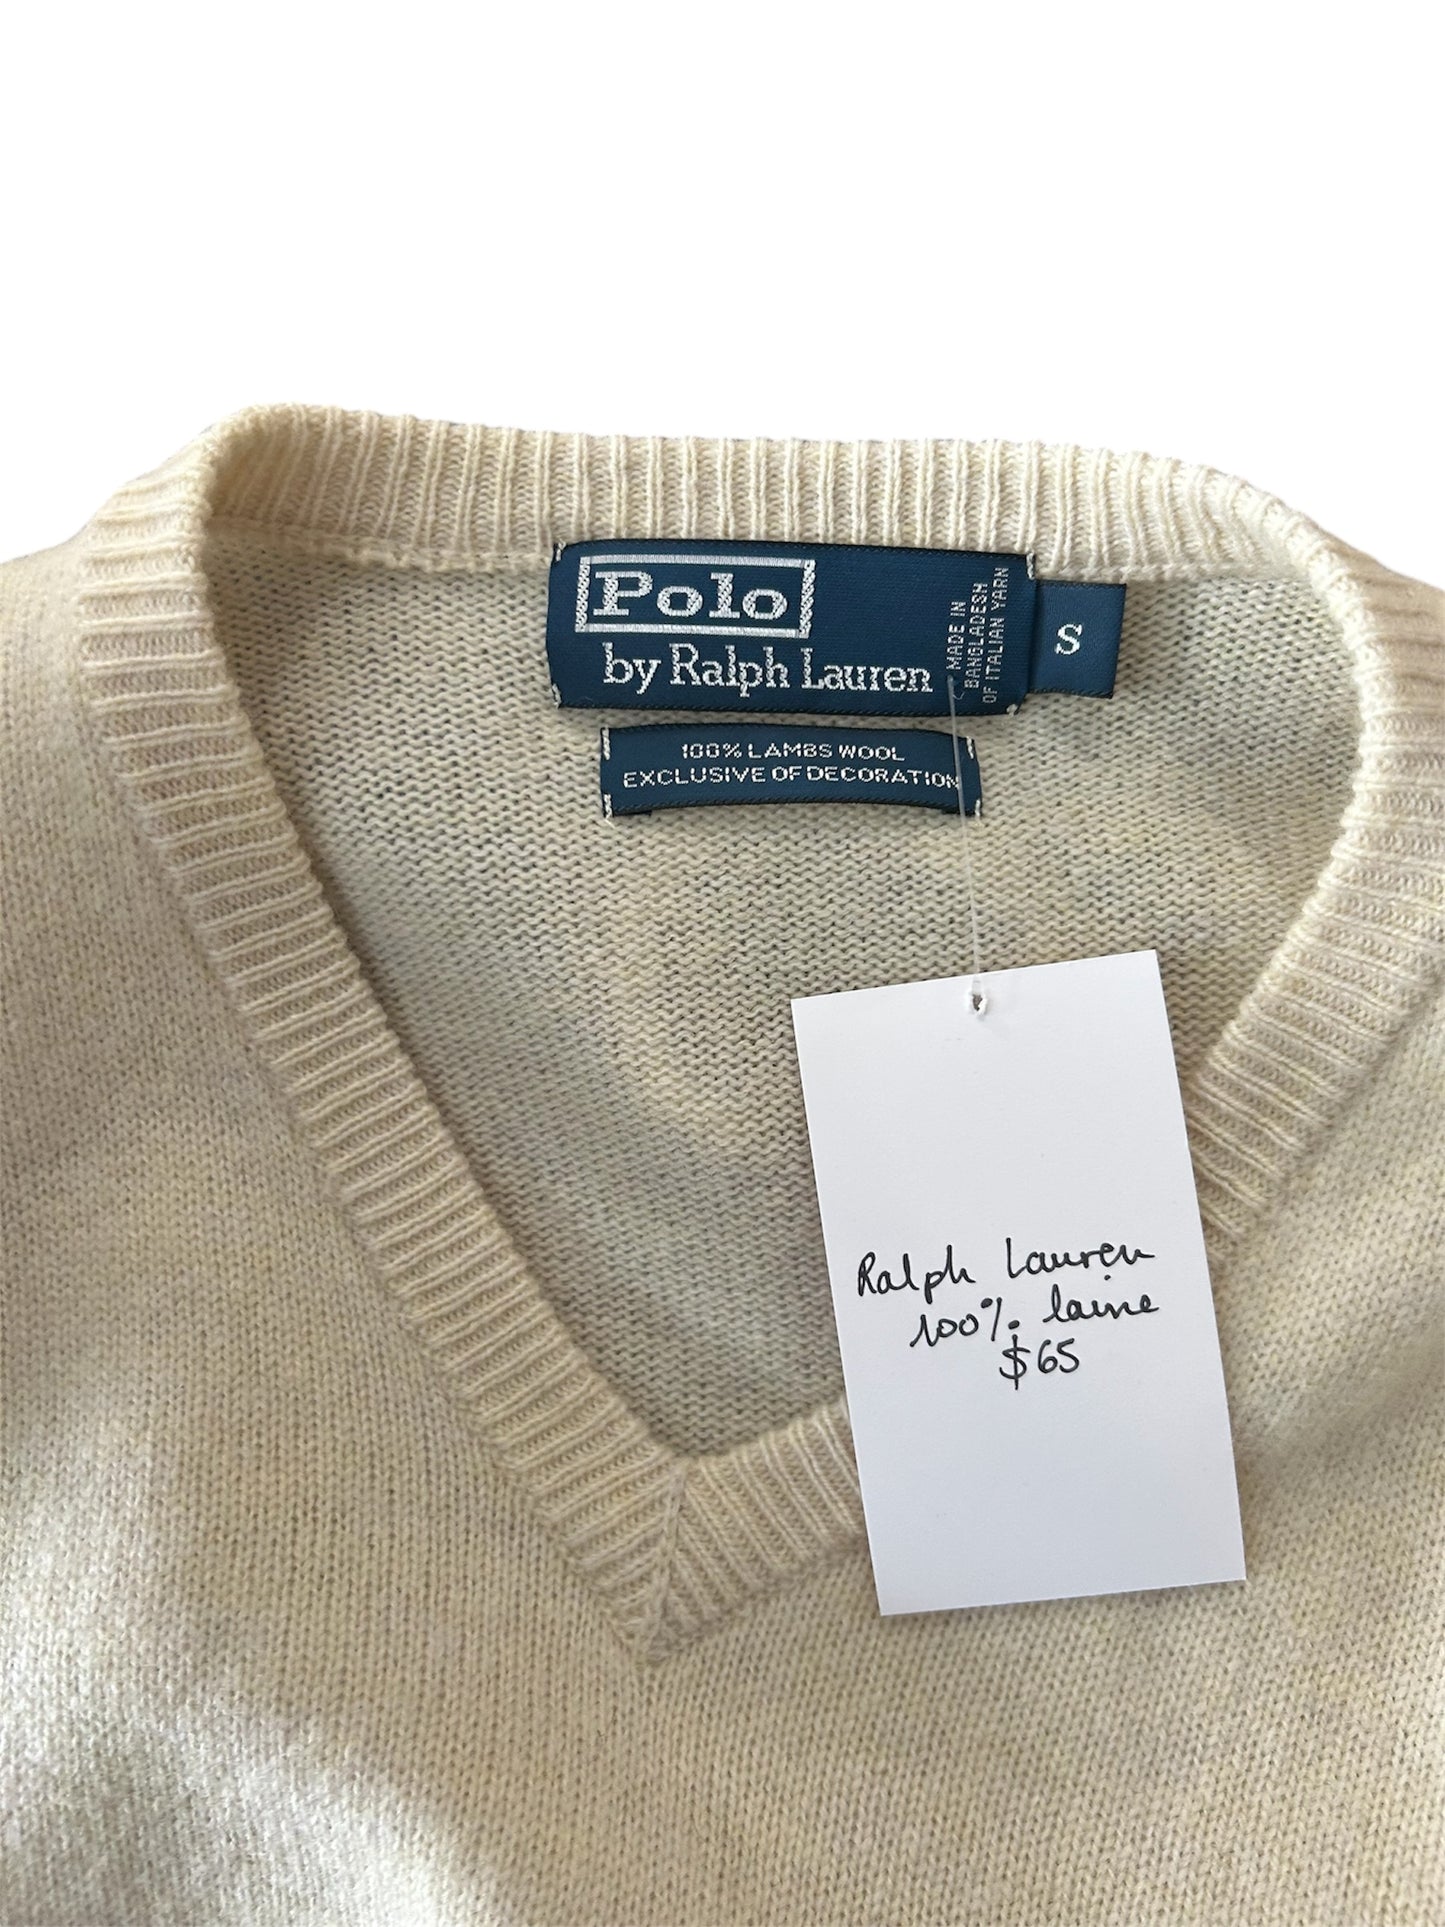 Polo
by Ralph Lauren
MADE IN
BANGLADESH
OF ITALIAN YARN
S
100% LAMBS WOOL
EXCLUSIVE OF DECORATION
Ralph Lauren
100% laine
$65